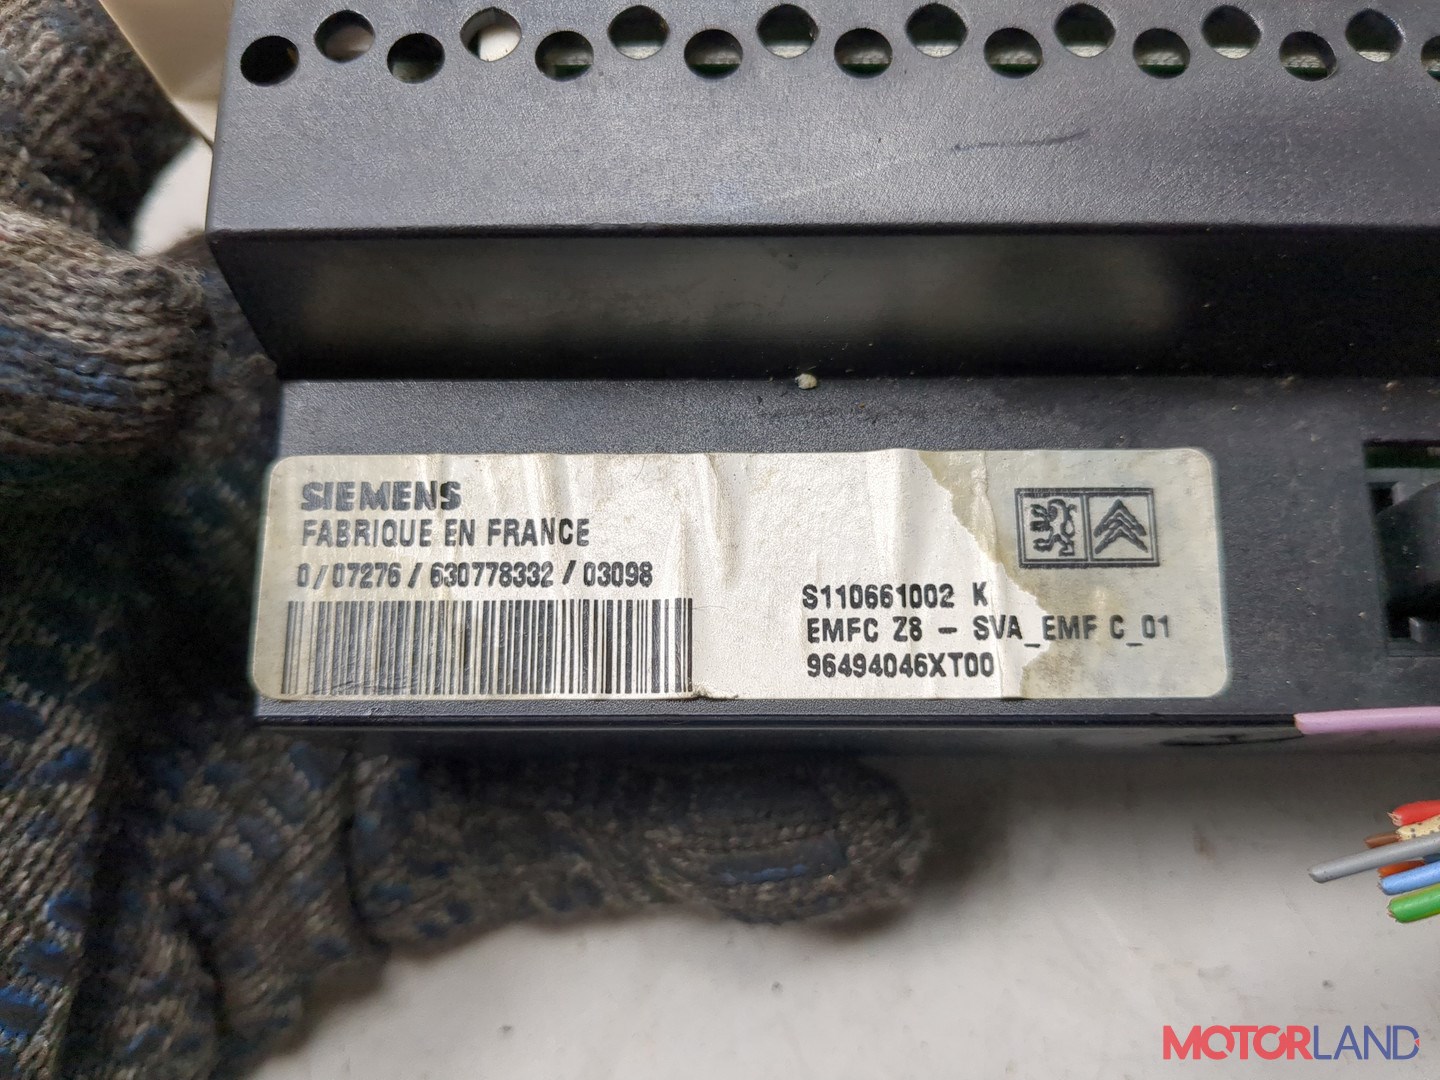 SIEMENS
FABRIQUE EN FRANCE
0/07276/630778332/03098
S110661002 K
EMFC Z8 - SVA_EMF C_01
96494046XT00
MOTORLAND